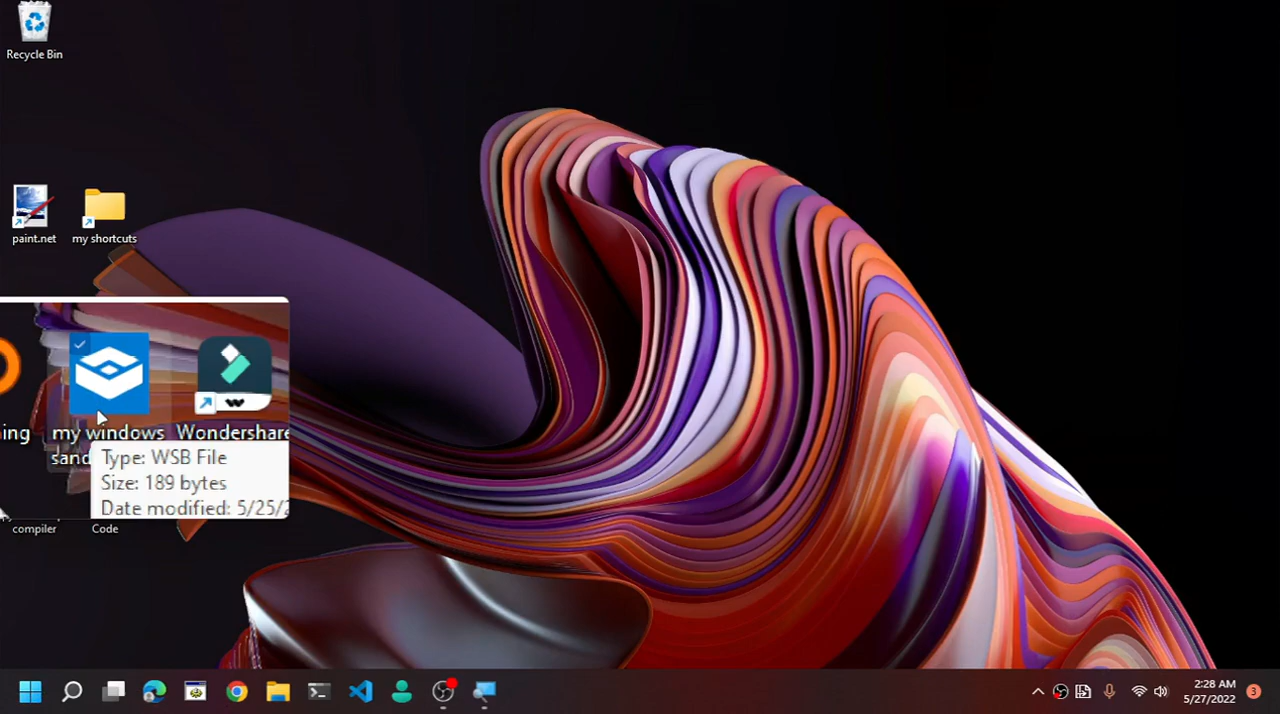 Recycle Bin
paint.net
my shortcuts
ing
my windows
Wondershare
sand
Type: WSB File
Size: 189 bytes
Date modified: 5/25/2
compiler
Code
2:28 AM
5/27/2022
3